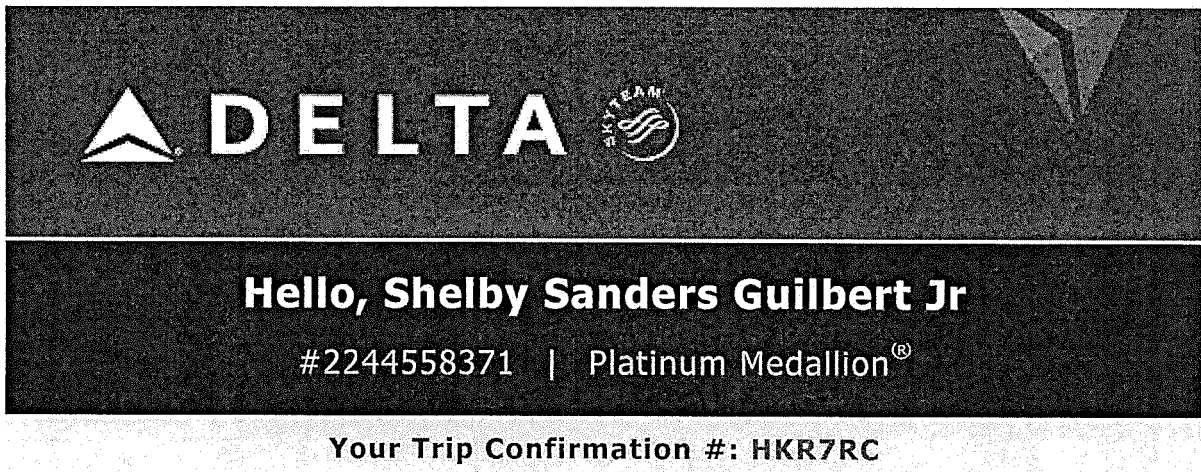 DELTA SKYTEAM
Hello, Shelby Sanders Guilbert Jr
#2244558371 | Platinum Medallion®
Your Trip Confirmation #: HKR7RC